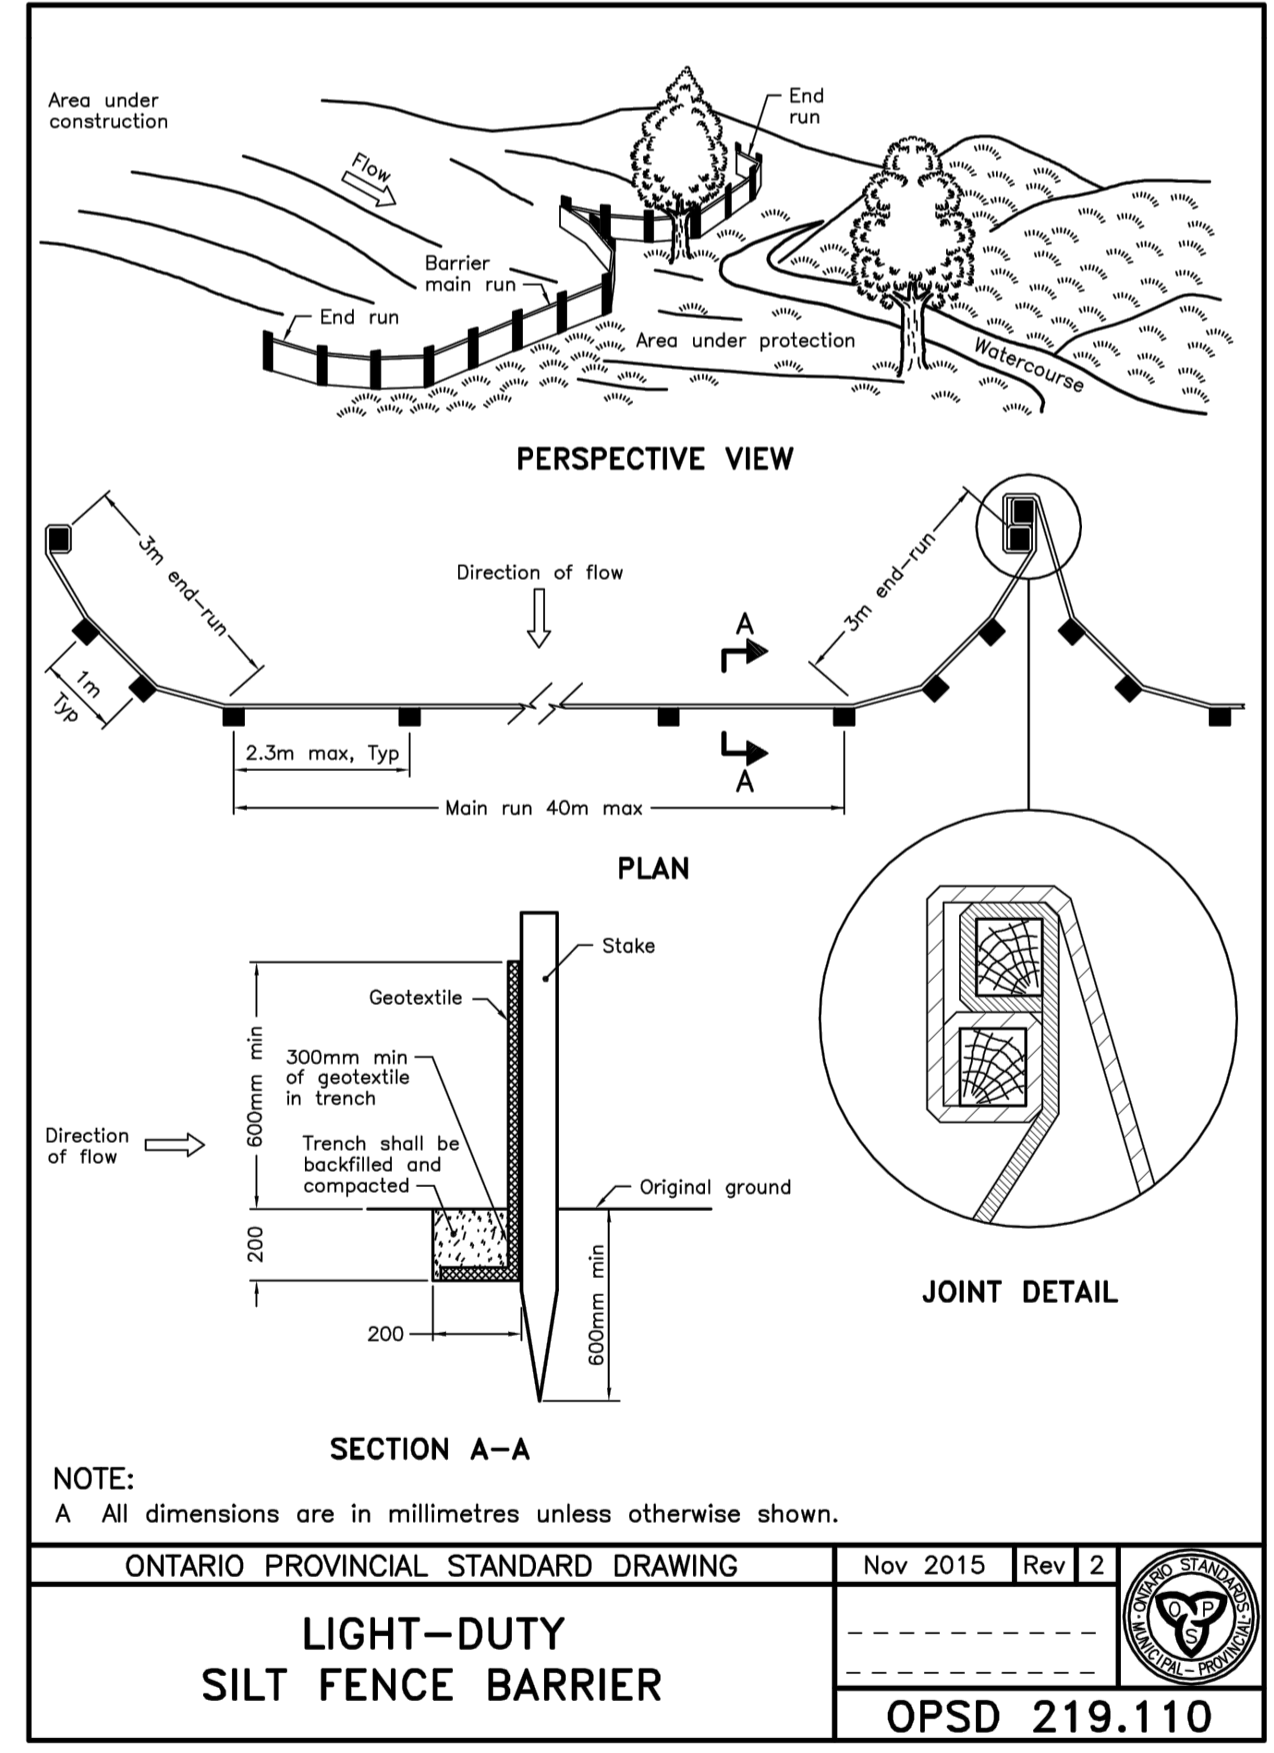 Area under
construction
Flow
End
run
Barrier
main run
End run
Area under protection
Watercourse
PERSPECTIVE VIEW
3m end-run
Direction of flow
3m end-run
A
1m
Typ
2.3m max, Typ
A
Main run 40m max
PLAN
Stake
Geotextile
600mm min
300mm min
of geotextile
in trench
Direction
of flow
Trench shall be
backfilled and
compacted
Original ground
200
200
600mm min
JOINT DETAIL
SECTION A-A
NOTE:
A All dimensions are in millimetres unless otherwise shown.
ONTARIO PROVINCIAL STANDARD DRAWING
Nov 2015
Rev
2
ONTARIO STANDARDS
MUNICIPAL-PROVINCIAL
O P
S
LIGHT-DUTY
SILT FENCE BARRIER
OPSD 219.110